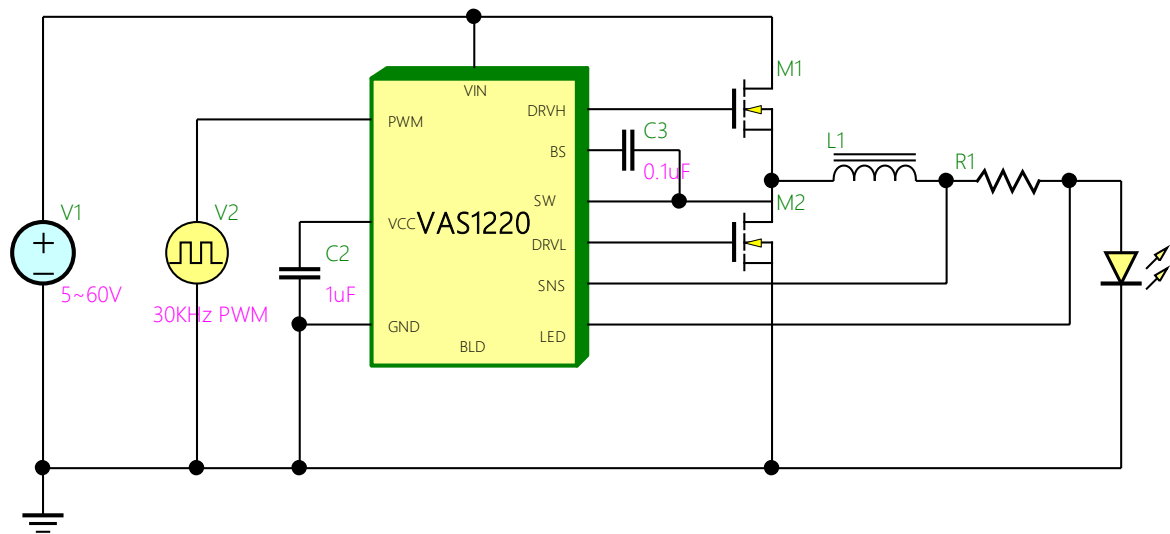 M1
VIN
DRVH
PWM
C3
L1
BS
R1
0.1uF
SW
M2
V1
V2
VCC
VAS1220
DRVL
C2
SNS
5~60V
1uF
30KHz PWM
GND
LED
BLD